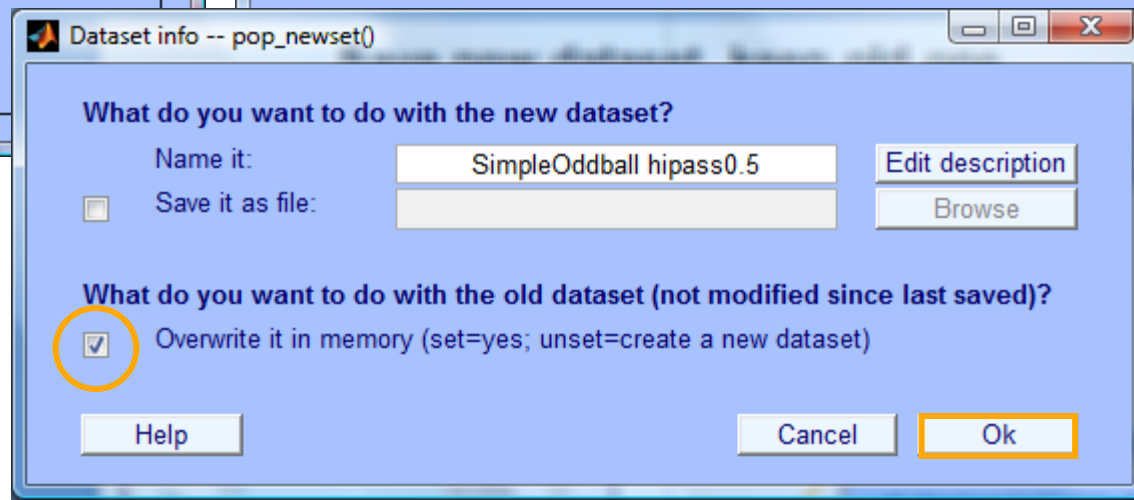 Dataset info -- pop_newset()
What do you want to do with the new dataset?
Name it:
SimpleOddball hipass0.5
Edit description
Save it as file:
Browse
What do you want to do with the old dataset (not modified since last saved)?
Overwrite it in memory (set=yes; unset=create a new dataset)
Help
Cancel
Ok